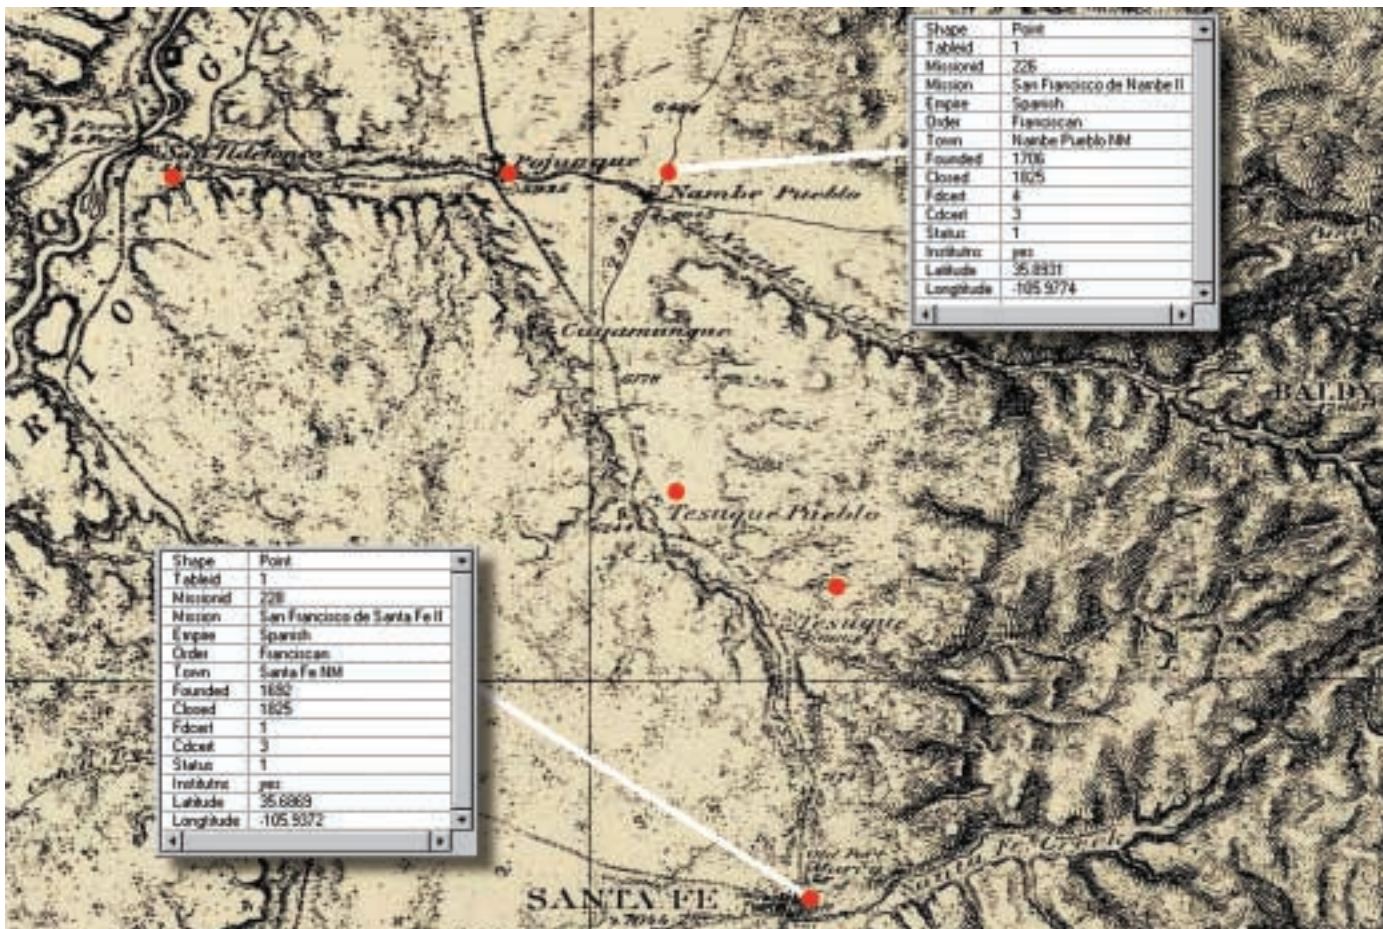 Shape Point
Tableid 1
Missionid 226
Mission San Francisco de Nambe II
Empire Spanish
Order Franciscan
Town Nambe Pueblo NM
Founded 1706
Closed 1825
Fdcert 4
Cdcert 3
Status 1
Institutns yes
Latitude 35.8931
Longtitude -105.9774
G
San Ildefonso
Pojunque
Nambe Pueblo
I O
R
Cuyamunque
BALDY
Tesuque Pueblo
Tesuque
Shape Point
Tableid 1
Missionid 228
Mission San Francisco de Santa Fe II
Empire Spanish
Order Franciscan
Town Santa Fe NM
Founded 1692
Closed 1825
Fdcert 1
Cdcert 3
Status 1
Institutns yes
Latitude 35.6869
Longtitude -105.9372
Santa Fe Creek
SANTA FE